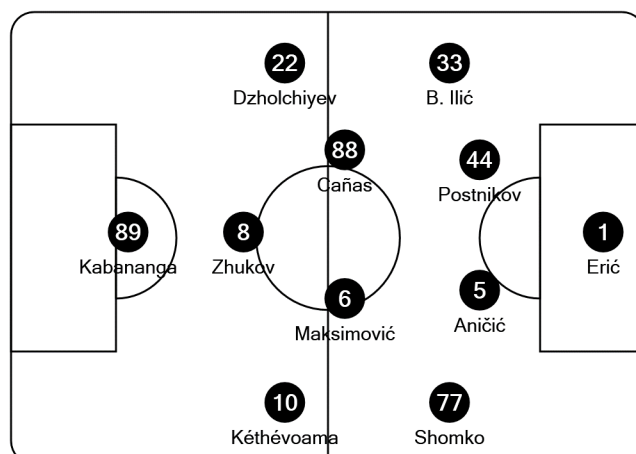 22
Dzholchiyev
33
B. Ilić
88
Cañas
44
Postnikov
89
Kabananga
8
Zhukov
1
Erić
6
Maksimović
5
Aničić
10
Kéthévoama
77
Shomko